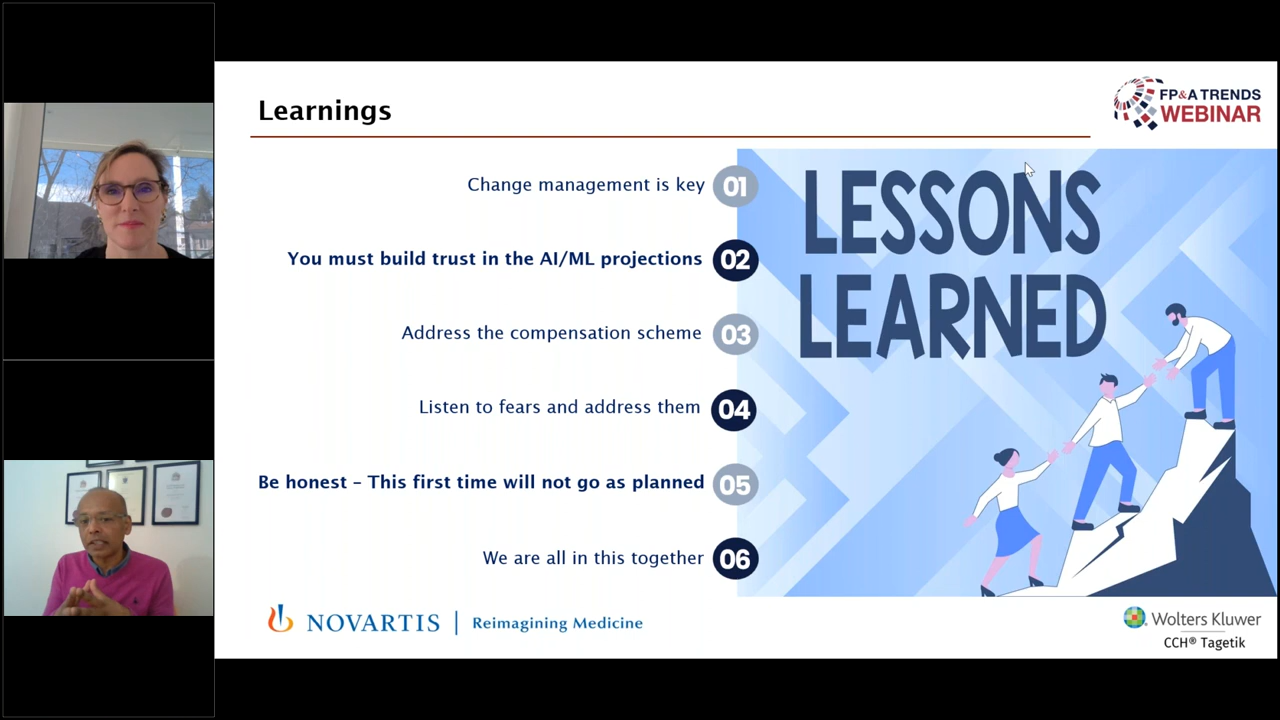 Learnings
FP&A TRENDS
WEBINAR
Change management is key 01
You must build trust in the AI/ML projections 02
Address the compensation scheme 03
Listen to fears and address them 04
Be honest – This first time will not go as planned 05
We are all in this together 06
LESSONS
LEARNED
NOVARTIS | Reimagining Medicine
Wolters Kluwer
CCH® Tagetik